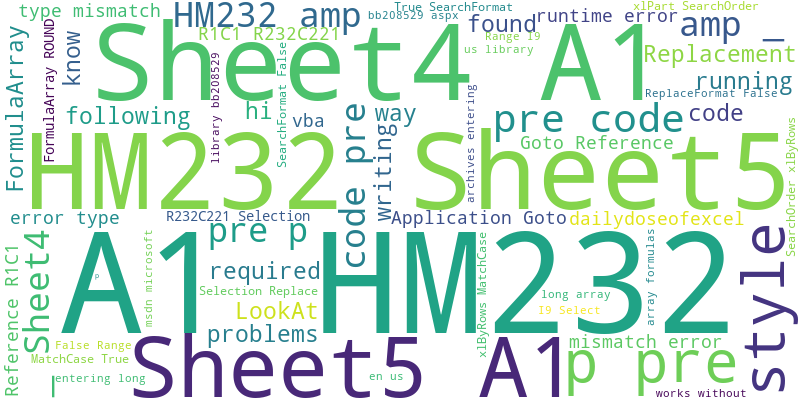 type mismatch
HM232 amp
True SearchFormat
bb208529 aspx
xlPart SearchOrder
found
runtime error
amp _
R1C1 R232C221
Range I9
us library
Sheet4 A1
Replacement
know
FormulaArray
FormulaArray ROUND
library bb208529
SearchFormat False
running
ReplaceFormat False
following
hi
vba
way
writing
code pre
archives entering
pre code
code
Goto Reference
HM232 Sheet5
SearchOrder xlByRows
error type
R232C221 Selection
Application Goto
dailydoseofexcel
Reference R1C1
Sheet4
A1 HM232
pre p
p
msdn microsoft
required
Selection Replace
LookAt
problems
xlByRows MatchCase
long array
I9 Select
array formulas
style
False Range
MatchCase True
l
entering long
Sheet5 A1
en us
mismatch error
p pre
works without